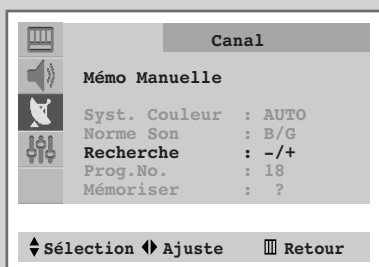 Canal
Mémo Manuelle
Syst. Couleur : AUTO
Norme Son : B/G
Recherche : -/+
Prog.No. : 18
Mémoriser : ?
Sélection Ajuste Retour